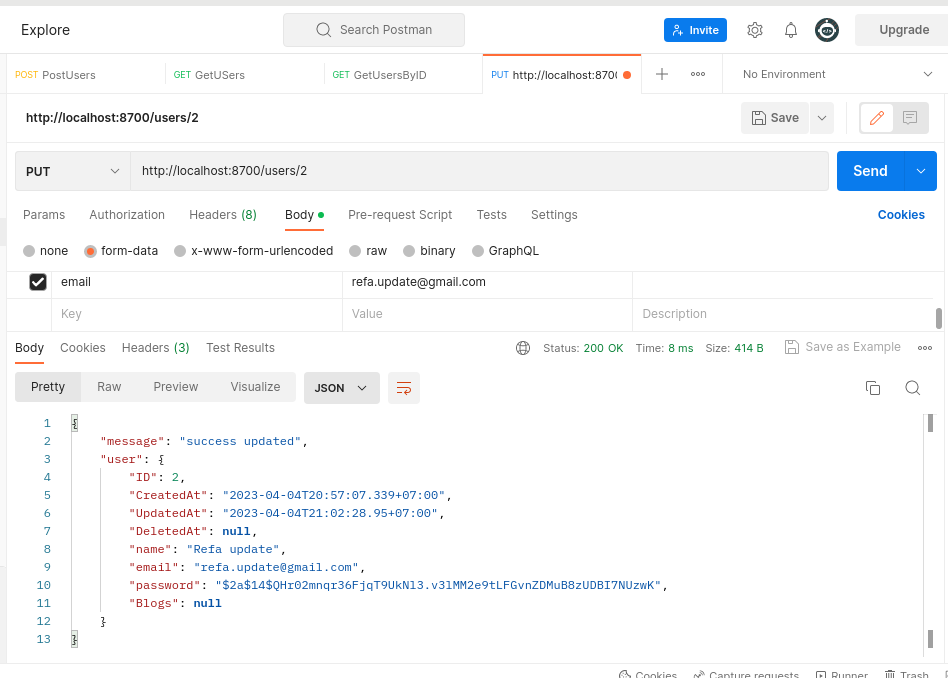 Explore
Search Postman
Invite
Upgrade
POST PostUsers
GET GetUSers
GET GetUsersByID
PUT http://localhost:870
No Environment
http://localhost:8700/users/2
Save
PUT
http://localhost:8700/users/2
Send
Params Authorization Headers (8) Body Pre-request Script Tests Settings Cookies
none form-data x-www-form-urlencoded raw binary GraphQL
email refa.update@gmail.com
Key Value Description
Body Cookies Headers (3) Test Results
Status: 200 OK Time: 8 ms Size: 414 B Save as Example
Pretty Raw Preview Visualize JSON
1 {
2 "message": "success updated",
3 "user": {
4 "ID": 2,
5 "CreatedAt": "2023-04-04T20:57:07.339+07:00",
6 "UpdatedAt": "2023-04-04T21:02:28.95+07:00",
7 "DeletedAt": null,
8 "name": "Refa update",
9 "email": "refa.update@gmail.com",
10 "password": "$2a$14$QHr02mnqr36FjqT9UkNl3.v3lMM2e9tLFGvnZDMuB8zUDBI7NUzwK",
11 "Blogs": null
12 }
13 }
Cookies Capture requests Runner Trash